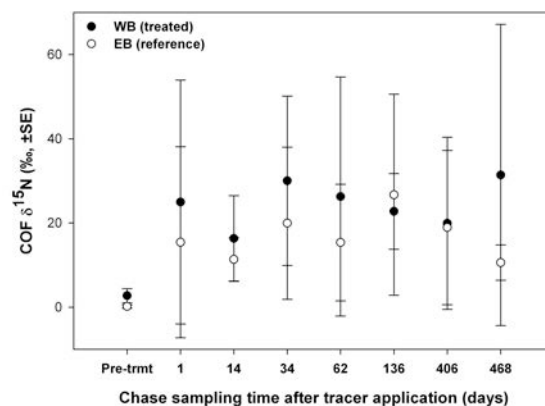 WB (treated)
EB (reference)
COF δ15N (‰, ±SE)
60
40
20
0
Pre-trmt 1 14 34 62 136 406 468
Chase sampling time after tracer application (days)